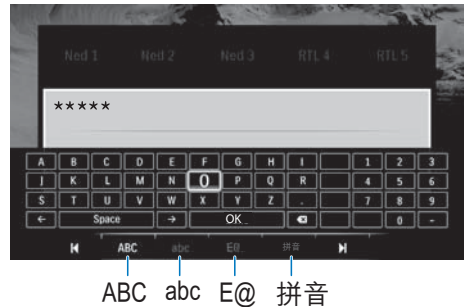 Ned 1 Ned 2 Ned 3 RTL 4 RTL 5
*****
A B C D E F G H I 1 2 3
J K L M N O P Q R 4 5 6
S T U V W X Y Z . 7 8 9
← Space → OK 0 -
ABC abc E@ 拼音
ABC abc E@ 拼音